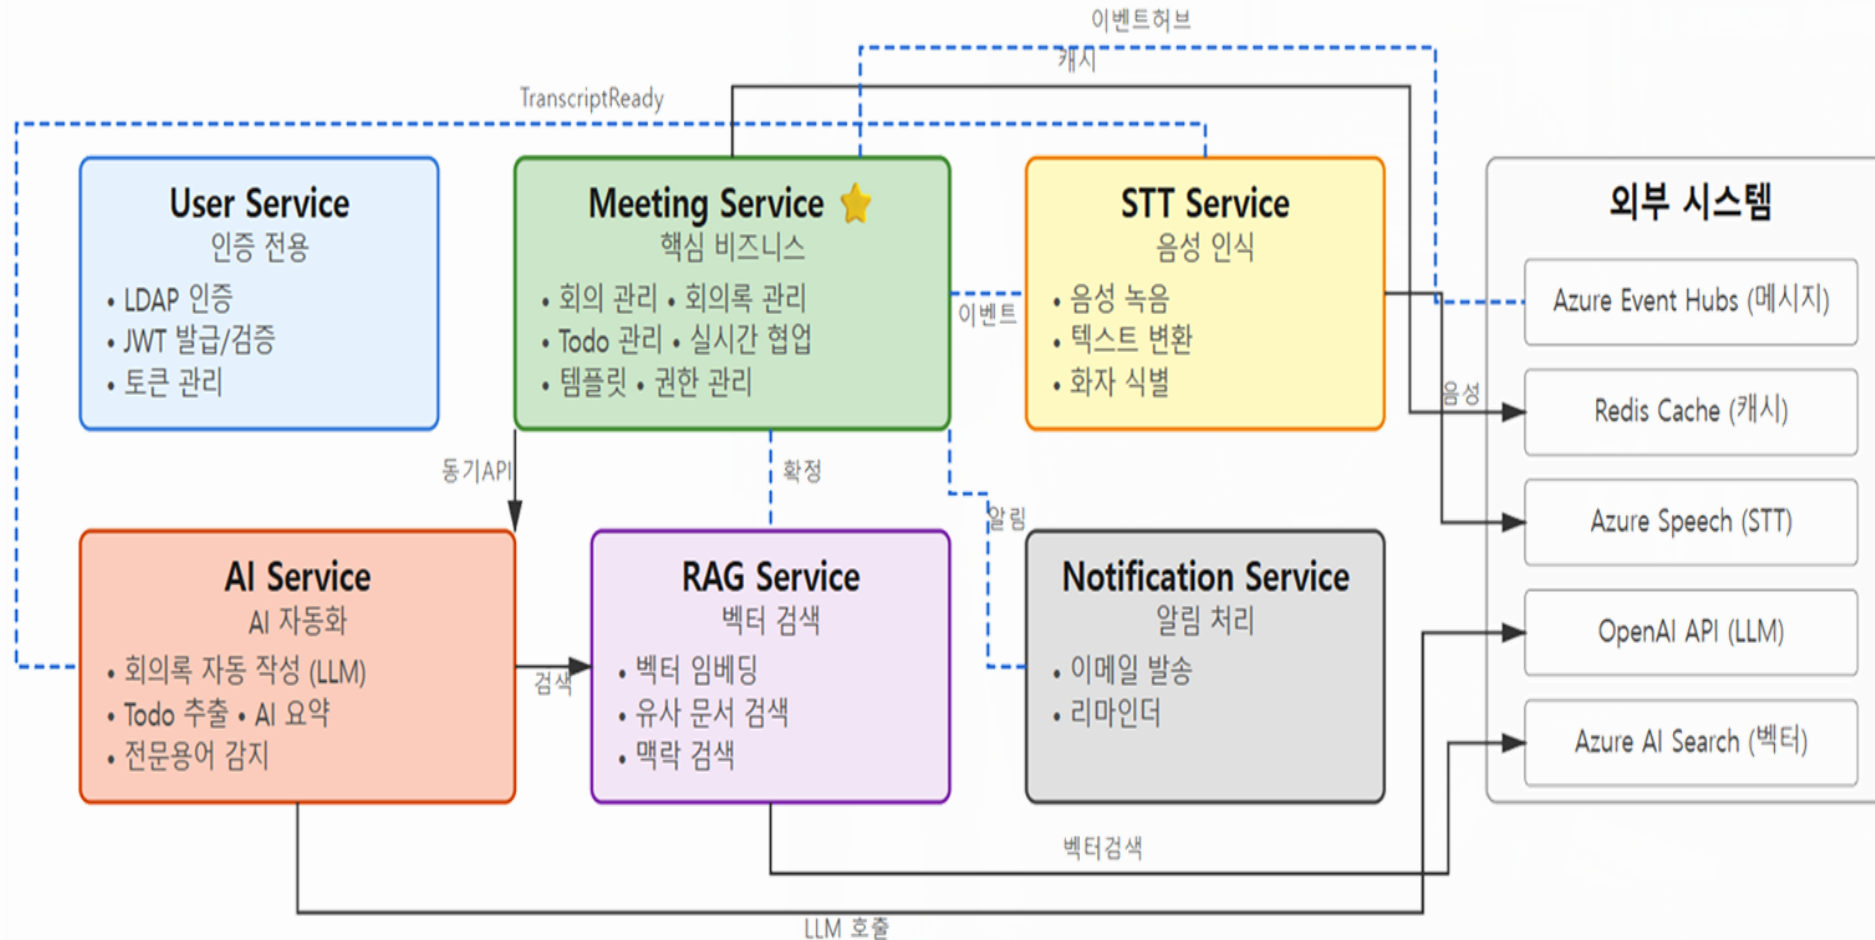 이벤트허브
캐시
TranscriptReady
User Service
인증 전용
• LDAP 인증
• JWT 발급/검증
• 토큰 관리
Meeting Service ⭐
핵심 비즈니스
• 회의 관리 • 회의록 관리
• Todo 관리 • 실시간 협업
• 템플릿 • 권한 관리
이벤트
STT Service
음성 인식
• 음성 녹음
• 텍스트 변환
• 화자 식별
음성
외부 시스템
Azure Event Hubs (메시지)
Redis Cache (캐시)
Azure Speech (STT)
OpenAI API (LLM)
Azure AI Search (벡터)
동기API
확정
알림
AI Service
AI 자동화
• 회의록 자동 작성 (LLM)
• Todo 추출 • AI 요약
• 전문용어 감지
검색
RAG Service
벡터 검색
• 벡터 임베딩
• 유사 문서 검색
• 맥락 검색
Notification Service
알림 처리
• 이메일 발송
• 리마인더
벡터검색
LLM 호출